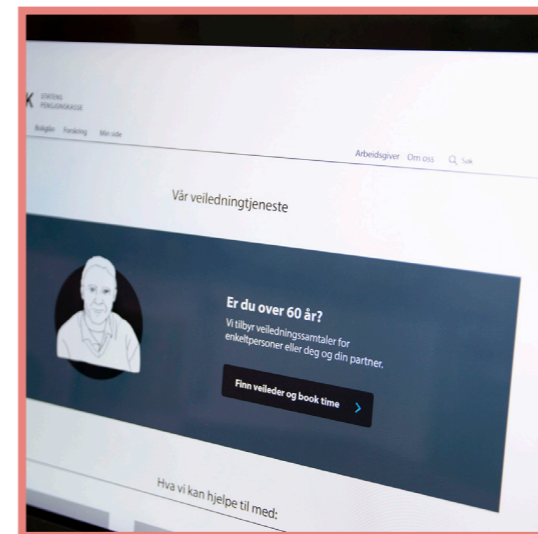 K STATENS
PENSJONSKASSE
Boliglån Forsikring Min side
Arbeidsgiver Om oss Søk
Vår veiledningtjeneste
Er du over 60 år?
Vi tilbyr veiledningssamtaler for
enkeltpersoner eller deg og din partner.
Finn veileder og book time
Hva vi kan hjelpe til med: